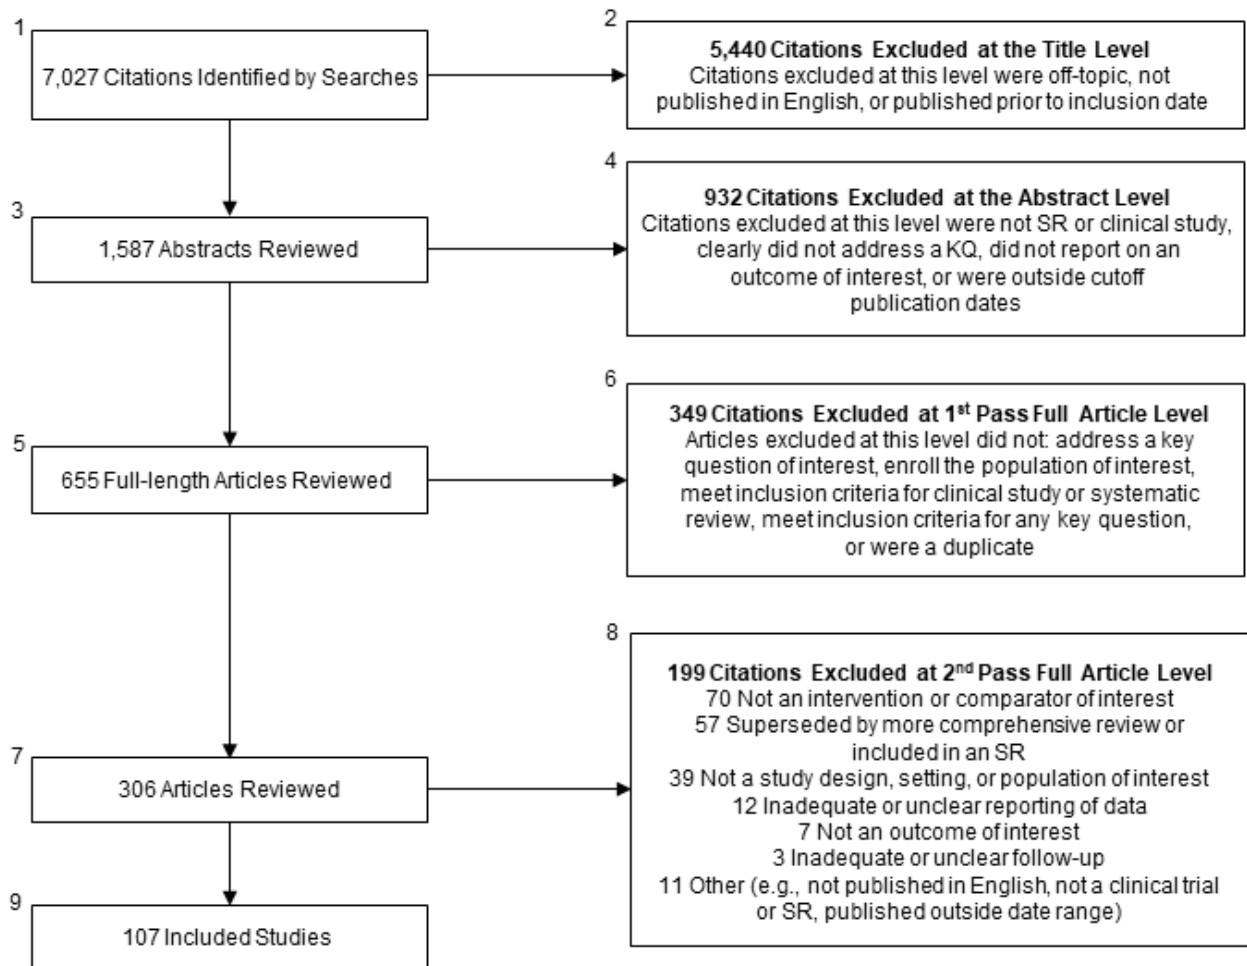 1
7,027 Citations Identified by Searches
2
5,440 Citations Excluded at the Title Level
Citations excluded at this level were off-topic, not
published in English, or published prior to inclusion date
3
1,587 Abstracts Reviewed
4
932 Citations Excluded at the Abstract Level
Citations excluded at this level were not SR or clinical study,
clearly did not address a KQ, did not report on an
outcome of interest, or were outside cutoff
publication dates
5
655 Full-length Articles Reviewed
6
349 Citations Excluded at 1st Pass Full Article Level
Articles excluded at this level did not: address a key
question of interest, enroll the population of interest,
meet inclusion criteria for clinical study or systematic
review, meet inclusion criteria for any key question,
or were a duplicate
7
306 Articles Reviewed
8
199 Citations Excluded at 2nd Pass Full Article Level
70 Not an intervention or comparator of interest
57 Superseded by more comprehensive review or
included in an SR
39 Not a study design, setting, or population of interest
12 Inadequate or unclear reporting of data
7 Not an outcome of interest
3 Inadequate or unclear follow-up
11 Other (e.g., not published in English, not a clinical trial
or SR, published outside date range)
9
107 Included Studies